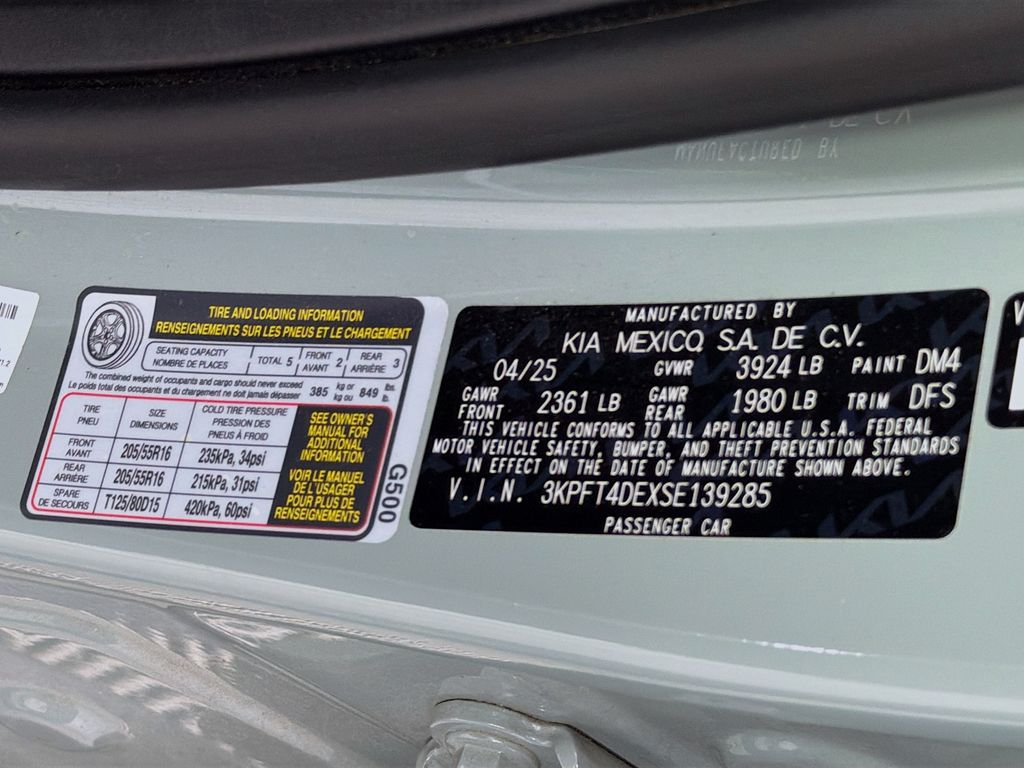 TIRE AND LOADING INFORMATION
RENSEIGNEMENTS SUR LES PNEUS ET LE CHARGEMENT
SEATING CAPACITY
NOMBRE DE PLACES
TOTAL 5
FRONT
AVANT 2
REAR
ARRIÈRE 3
The combined weight of occupants and cargo should never exceed
Le poids total des occupants et du chargement ne doit jamais dépasser
385 kg or
kg ou 849 lbs.
lb.
TIRE
PNEU
SIZE
DIMENSIONS
COLD TIRE PRESSURE
PRESSION DES
PNEUS À FROID
FRONT
AVANT 205/55R16 235kPa, 34psi
REAR
ARRIÈRE 205/55R16 215kPa, 31psi
SPARE
DE SECOURS T125/80D15 420kPa, 60psi
SEE OWNER'S
MANUAL FOR
ADDITIONAL
INFORMATION
VOIR LE MANUEL
DE L'USAGER
POUR PLUS DE
RENSEIGNEMENTS
G500
MANUFACTURED BY
KIA MEXICO, S.A. DE C.V.
04/25 GVWR 3924 LB PAINT DM4
GAWR
FRONT 2361 LB GAWR
REAR 1980 LB TRIM DFS
THIS VEHICLE CONFORMS TO ALL APPLICABLE U.S.A. FEDERAL
MOTOR VEHICLE SAFETY, BUMPER, AND THEFT PREVENTION STANDARDS
IN EFFECT ON THE DATE OF MANUFACTURE SHOWN ABOVE.
V.I.N. 3KPFT4DEXSE139285
PASSENGER CAR